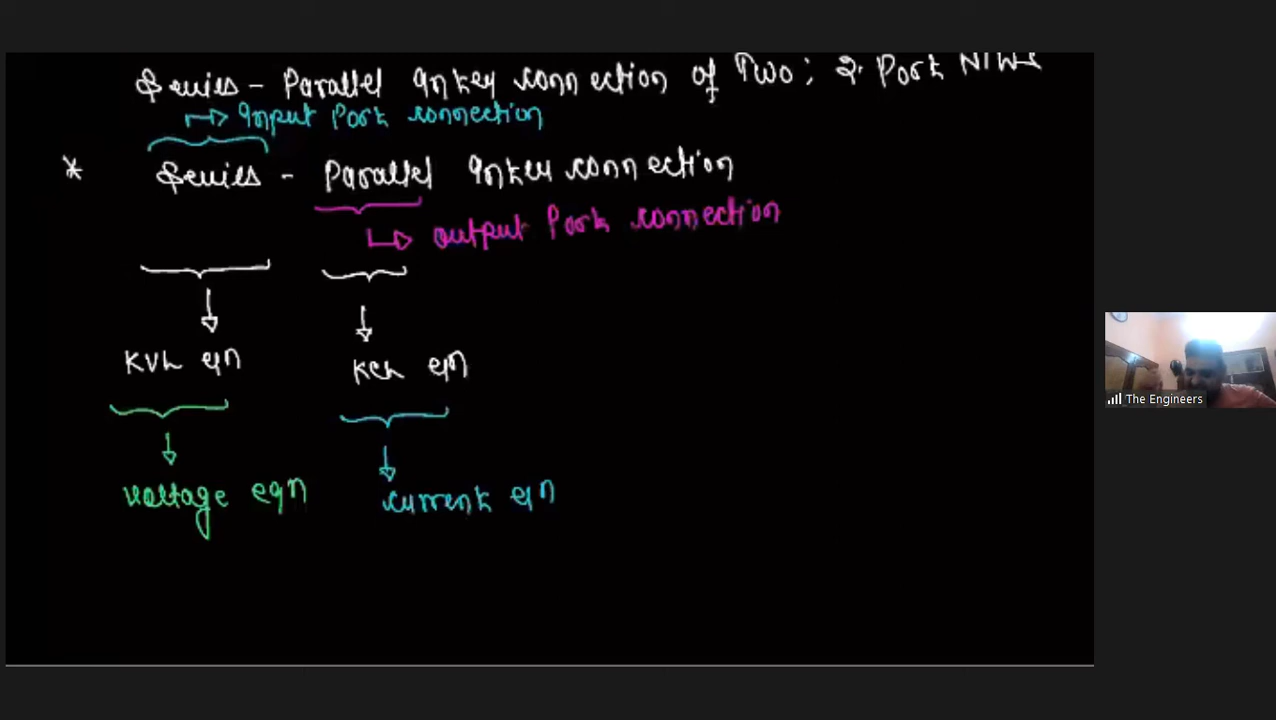 Series - Parallel Inter connection of Two; 2-Port N/WS
Input Port connection
* Series - Parallel Inter connection
output Port connection
KVL eqn KCL eqn
voltage eqn current eqn
The Engineers